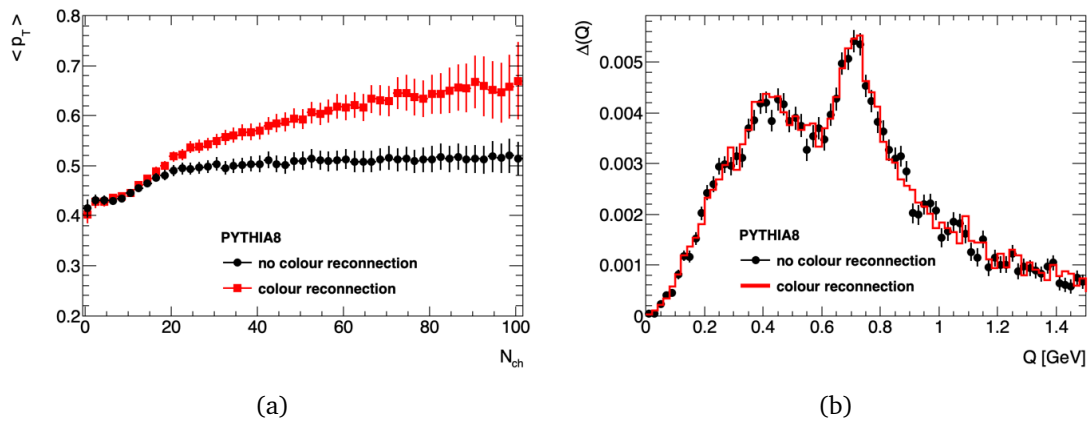 < p_T >
0.8
0.7
0.6
0.5
0.4
0.3
0.2
PYTHIA8
no colour reconnection
colour reconnection
0 20 40 60 80 100
N_ch
(a)
Δ(Q)
0.005
0.004
0.003
0.002
0.001
0
PYTHIA8
no colour reconnection
colour reconnection
0 0.2 0.4 0.6 0.8 1 1.2 1.4
Q [GeV]
(b)